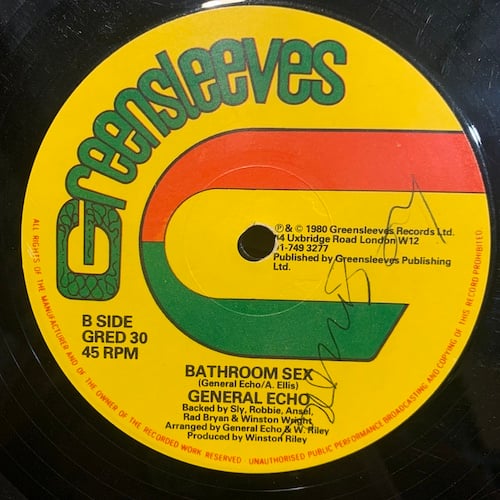 Greensleeves
℗ & © 1980 Greensleeves Records Ltd.
44 Uxbridge Road London W12
01-749 3277
Published by Greensleeves Publishing
Ltd.
B SIDE
GRED 30
45 RPM
BATHROOM SEX
(General Echo/A. Ellis)
GENERAL ECHO
Backed by Sly, Robbie, Ansel,
Rad Bryan & Winston Wright
Arranged by General Echo & W. Riley
Produced by Winston Riley
ALL RIGHTS OF THE MANUFACTURER AND OF THE OWNER OF THE RECORDED WORK RESERVED · UNAUTHORISED PUBLIC PERFORMANCE BROADCASTING AND COPYING OF THIS RECORD PROHIBITED